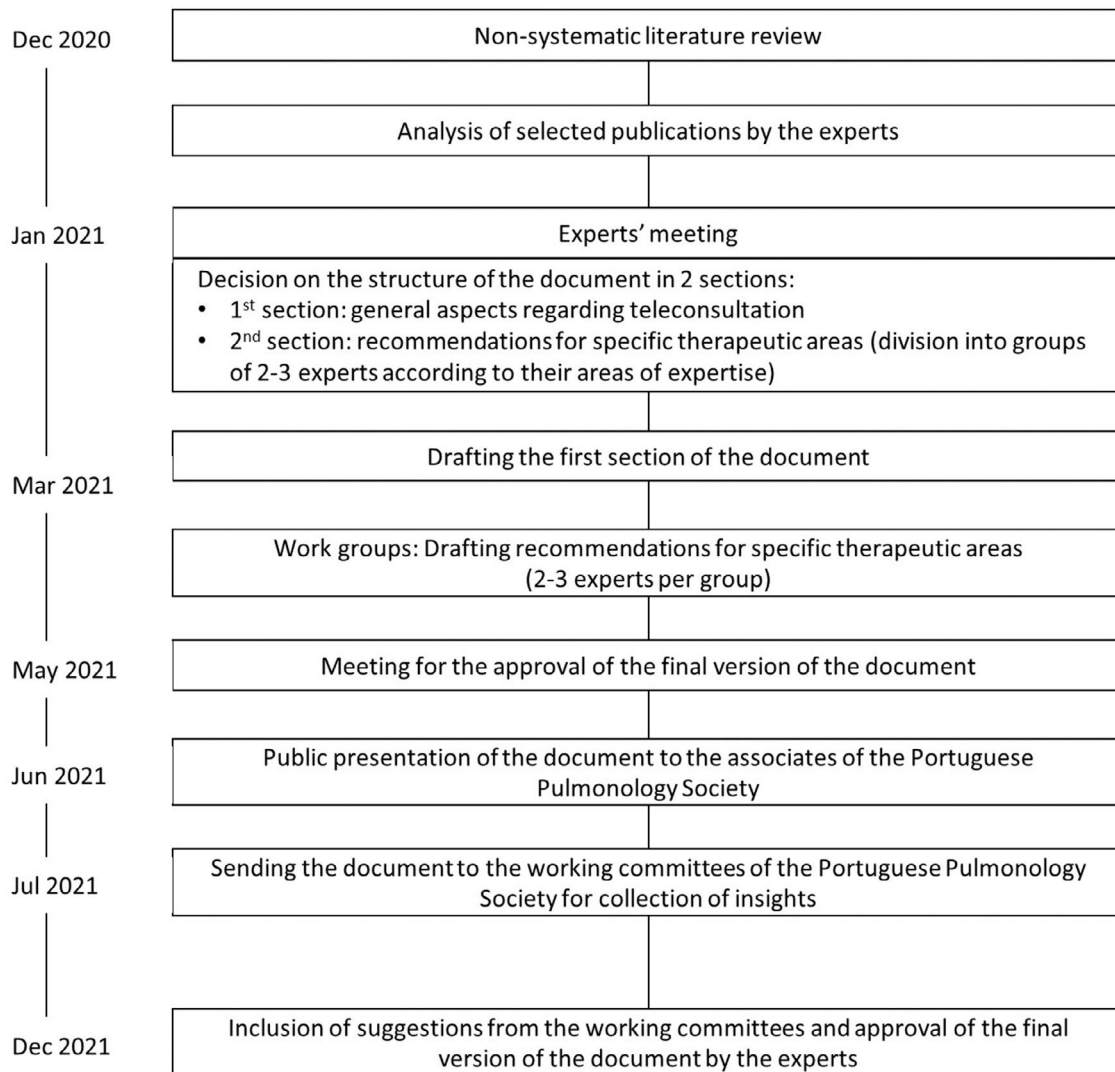 Dec 2020
Non-systematic literature review
Analysis of selected publications by the experts
Jan 2021
Experts’ meeting
Decision on the structure of the document in 2 sections:
• 1st section: general aspects regarding teleconsultation
• 2nd section: recommendations for specific therapeutic areas (division into groups
of 2-3 experts according to their areas of expertise)
Drafting the first section of the document
Mar 2021
Work groups: Drafting recommendations for specific therapeutic areas
(2-3 experts per group)
May 2021
Meeting for the approval of the final version of the document
Jun 2021
Public presentation of the document to the associates of the Portuguese
Pulmonology Society
Jul 2021
Sending the document to the working committees of the Portuguese Pulmonology
Society for collection of insights
Dec 2021
Inclusion of suggestions from the working committees and approval of the final
version of the document by the experts